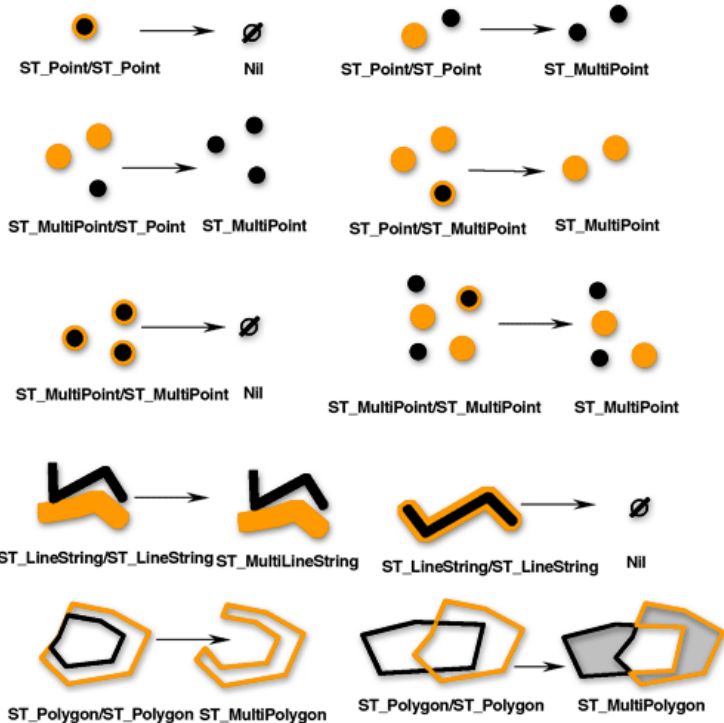 ST_Point/ST_Point Nil ST_Point/ST_Point ST_MultiPoint
ST_MultiPoint/ST_Point ST_MultiPoint ST_Point/ST_MultiPoint ST_MultiPoint
ST_MultiPoint/ST_MultiPoint Nil ST_MultiPoint/ST_MultiPoint ST_MultiPoint
ST_LineString/ST_LineString ST_MultiLineString ST_LineString/ST_LineString Nil
ST_Polygon/ST_Polygon ST_MultiPolygon ST_Polygon/ST_Polygon ST_MultiPolygon